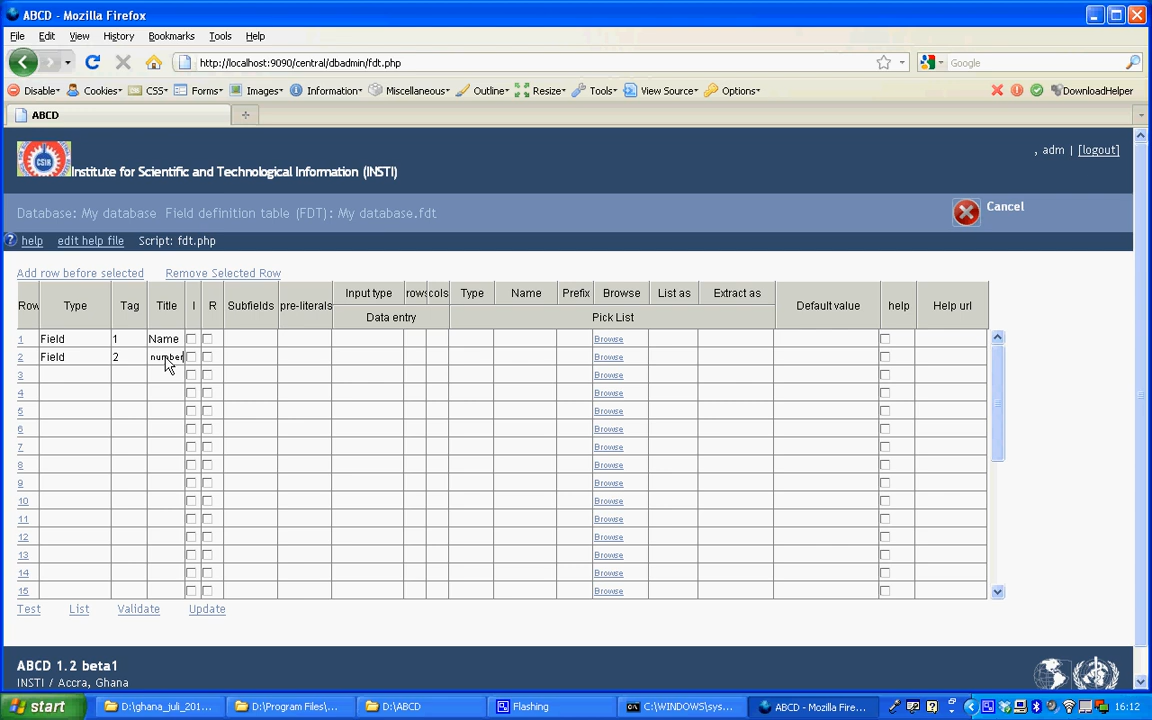 ABCD - Mozilla Firefox
File Edit View History Bookmarks Tools Help
http://localhost:9090/central/dbadmin/fdt.php
Google
Disable Cookies CSS Forms Images Information Miscellaneous Outline Resize Tools View Source Options DownloadHelper
ABCD
CSIR
Institute for Scientific and Technological Information (INSTI)
, adm | [logout]
Database: My database Field definition table (FDT): My database.fdt
Cancel
help edit help file Script: fdt.php
Add row before selected Remove Selected Row
Row Type Tag Title I R Subfields pre-literals Input type rows cols Type Name Prefix Browse List as Extract as Default value help Help url
Data entry Pick List
1 Field 1 Name Browse
2 Field 2 number Browse
3 Browse
4 Browse
5 Browse
6 Browse
7 Browse
8 Browse
9 Browse
10 Browse
11 Browse
12 Browse
13 Browse
14 Browse
15 Browse
Test List Validate Update
ABCD 1.2 beta1
INSTI / Accra, Ghana
start D:\ghana_juli_201... D:\Program Files\... D:\ABCD Flashing C:\WINDOWS\sys... ABCD - Mozilla Fire... 16:12